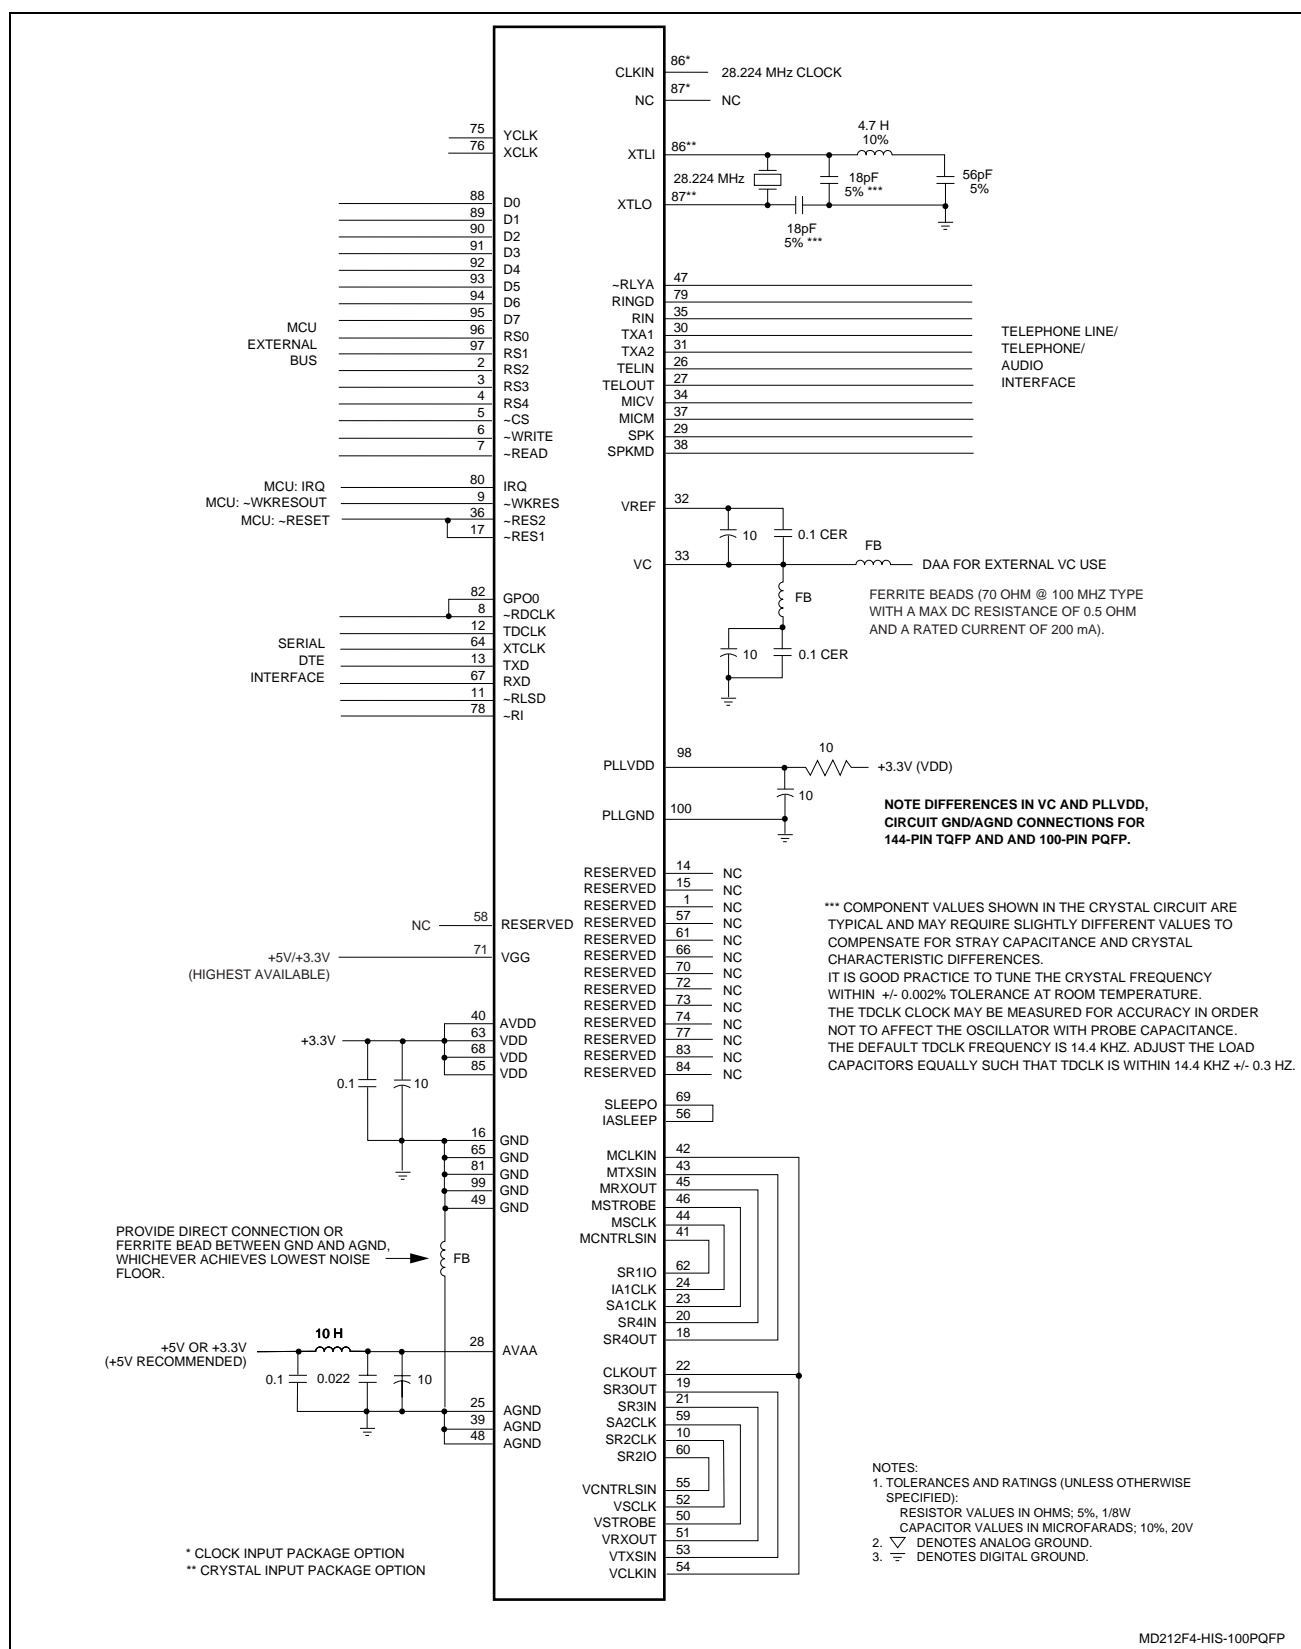 CLKIN 86* 28.224 MHz CLOCK
NC 87* NC
75 YCLK
76 XCLK
XTLI 86**
XTLO 87**
28.224 MHz
4.7 H
10%
18pF
5% ***
56pF
5%
18pF
5% ***
MCU
EXTERNAL
BUS
88 D0
89 D1
90 D2
91 D3
92 D4
93 D5
94 D6
95 D7
96 RS0
97 RS1
2 RS2
3 RS3
4 RS4
5 ~CS
6 ~WRITE
7 ~READ
~RLYA 47
RINGD 79
RIN 35
TXA1 30
TXA2 31
TELIN 26
TELOUT 27
MICV 34
MICM 37
SPK 29
SPKMD 38
TELEPHONE LINE/
TELEPHONE/
AUDIO
INTERFACE
MCU: IRQ 80 IRQ
MCU: ~WKRESOUT 9 ~WKRES
MCU: ~RESET 36 ~RES2
17 ~RES1
VREF 32
10 0.1 CER
VC 33
FB
DAA FOR EXTERNAL VC USE
FB
10 0.1 CER
FERRITE BEADS (70 OHM @ 100 MHZ TYPE
WITH A MAX DC RESISTANCE OF 0.5 OHM
AND A RATED CURRENT OF 200 mA).
SERIAL
DTE
INTERFACE
82 GPO0
8 ~RDCLK
12 TDCLK
64 XTCLK
13 TXD
67 RXD
11 ~RLSD
78 ~RI
PLLVDD 98
10
+3.3V (VDD)
10
PLLGND 100
NOTE DIFFERENCES IN VC AND PLLVDD,
CIRCUIT GND/AGND CONNECTIONS FOR
144-PIN TQFP AND AND 100-PIN PQFP.
RESERVED 14 NC
RESERVED 15 NC
RESERVED 1 NC
RESERVED 57 NC
RESERVED 61 NC
RESERVED 66 NC
RESERVED 70 NC
RESERVED 72 NC
RESERVED 73 NC
RESERVED 74 NC
RESERVED 77 NC
RESERVED 83 NC
RESERVED 84 NC
*** COMPONENT VALUES SHOWN IN THE CRYSTAL CIRCUIT ARE
TYPICAL AND MAY REQUIRE SLIGHTLY DIFFERENT VALUES TO
COMPENSATE FOR STRAY CAPACITANCE AND CRYSTAL
CHARACTERISTIC DIFFERENCES.
IT IS GOOD PRACTICE TO TUNE THE CRYSTAL FREQUENCY
WITHIN +/- 0.002% TOLERANCE AT ROOM TEMPERATURE.
THE TDCLK CLOCK MAY BE MEASURED FOR ACCURACY IN ORDER
NOT TO AFFECT THE OSCILLATOR WITH PROBE CAPACITANCE.
THE DEFAULT TDCLK FREQUENCY IS 14.4 KHZ. ADJUST THE LOAD
CAPACITORS EQUALLY SUCH THAT TDCLK IS WITHIN 14.4 KHZ +/- 0.3 HZ.
NC 58 RESERVED
+5V/+3.3V 71 VGG
(HIGHEST AVAILABLE)
40 AVDD
+3.3V 63 VDD
68 VDD
85 VDD
0.1 10
16 GND
65 GND
81 GND
99 GND
49 GND
SLEEPO 69
IASLEEP 56
MCLKIN 42
MTXSIN 43
MRXOUT 45
MSTROBE 46
MSCLK 44
MCNTRLSIN 41
SR1IO 62
IA1CLK 24
SA1CLK 23
SR4IN 20
SR4OUT 18
PROVIDE DIRECT CONNECTION OR
FERRITE BEAD BETWEEN GND AND AGND,
WHICHEVER ACHIEVES LOWEST NOISE
FLOOR.
FB
+5V OR +3.3V
(+5V RECOMMENDED)
10 H
28 AVAA
0.1 0.022 10
25 AGND
39 AGND
48 AGND
CLKOUT 22
SR3OUT 19
SR3IN 21
SA2CLK 59
SR2CLK 10
SR2IO 60
VCNTRLSIN 55
VSCLK 52
VSTROBE 50
VRXOUT 51
VTXSIN 53
VCLKIN 54
NOTES:
1. TOLERANCES AND RATINGS (UNLESS OTHERWISE
SPECIFIED):
RESISTOR VALUES IN OHMS; 5%, 1/8W
CAPACITOR VALUES IN MICROFARADS; 10%, 20V
2. DENOTES ANALOG GROUND.
3. DENOTES DIGITAL GROUND.
* CLOCK INPUT PACKAGE OPTION
** CRYSTAL INPUT PACKAGE OPTION
MD212F4-HIS-100PQFP